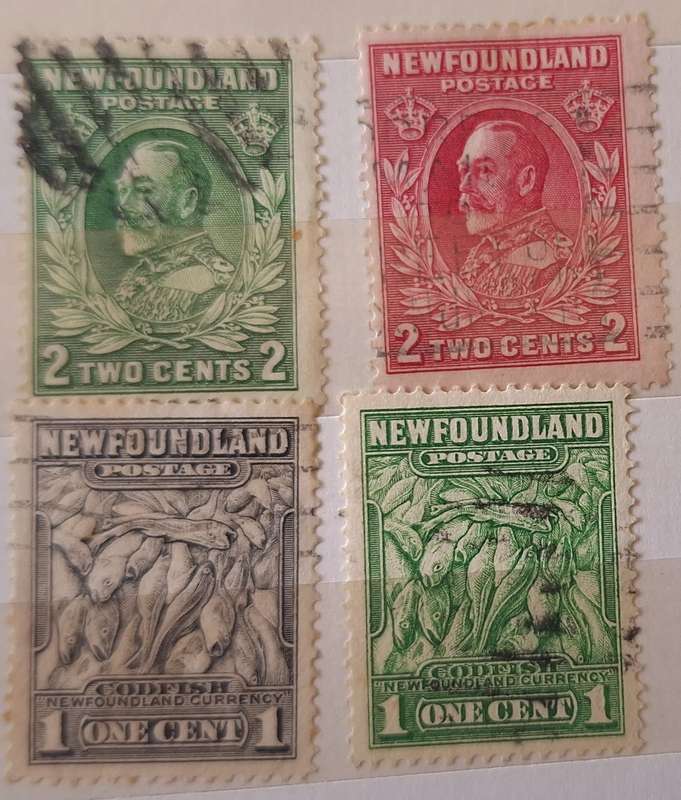 NEWFOUNDLAND
POSTAGE
2 TWO CENTS 2
NEWFOUNDLAND
POSTAGE
2 TWO CENTS 2
NEWFOUNDLAND
POSTAGE
CODFISH
"NEWFOUNDLAND CURRENCY"
1 ONE CENT 1
NEWFOUNDLAND
POSTAGE
CODFISH
"NEWFOUNDLAND CURRENCY"
1 ONE CENT 1